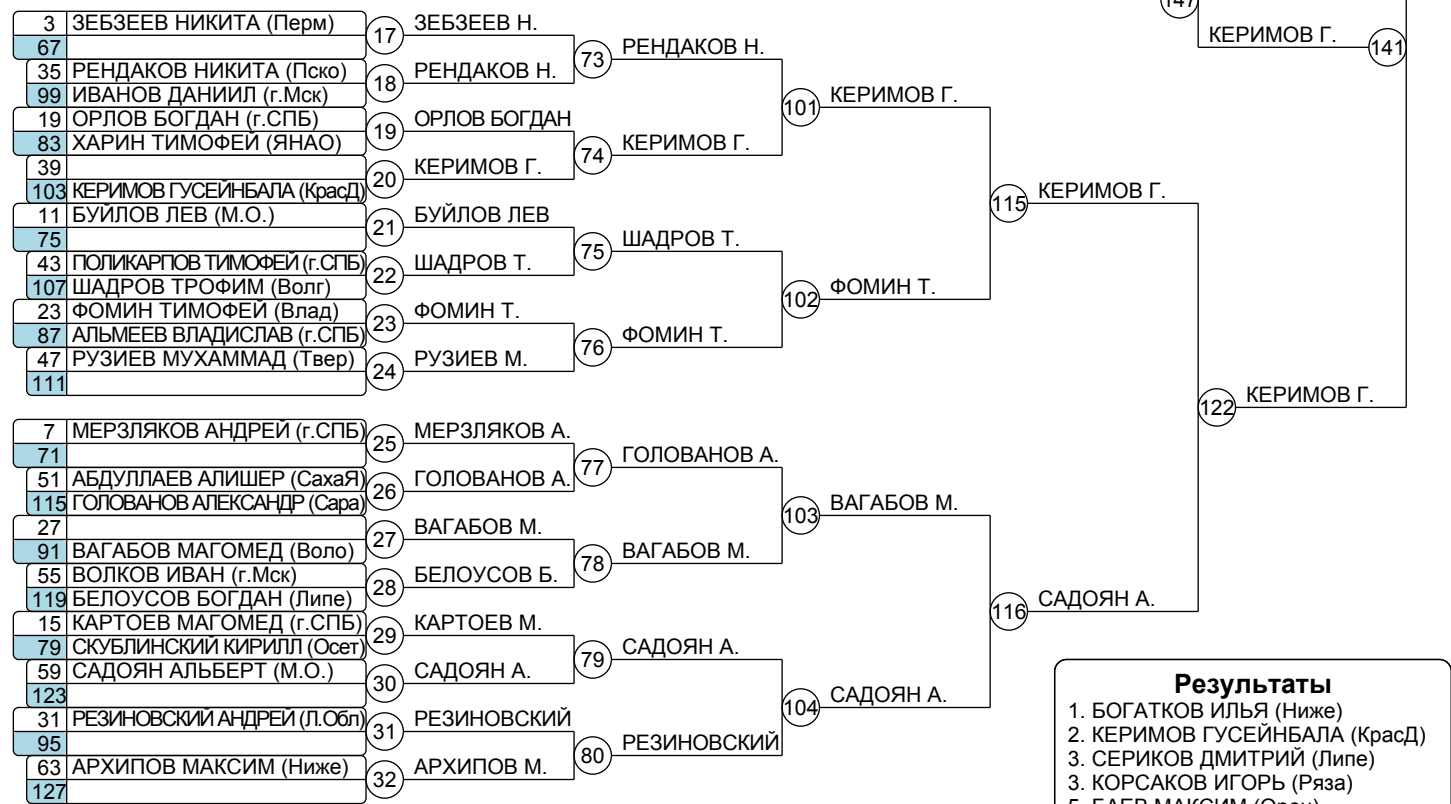 147
КЕРИМОВ Г.
141
3 ЗЕБЗЕЕВ НИКИТА (Перм) 17 ЗЕБЗЕЕВ Н.
67
73 РЕНДАКОВ Н.
35 РЕНДАКОВ НИКИТА (Пско) 18 РЕНДАКОВ Н.
99 ИВАНОВ ДАНИИЛ (г.Мск)
101 КЕРИМОВ Г.
19 ОРЛОВ БОГДАН (г.СПБ) 19 ОРЛОВ БОГДАН
83 ХАРИН ТИМОФЕЙ (ЯНАО)
74 КЕРИМОВ Г.
39
20 КЕРИМОВ Г.
103 КЕРИМОВ ГУСЕЙНБАЛА (КрасД)
115 КЕРИМОВ Г.
11 БУЙЛОВ ЛЕВ (М.О.) 21 БУЙЛОВ ЛЕВ
75
75 ШАДРОВ Т.
43 ПОЛИКАРПОВ ТИМОФЕЙ (г.СПБ) 22 ШАДРОВ Т.
107 ШАДРОВ ТРОФИМ (Волг)
102 ФОМИН Т.
23 ФОМИН ТИМОФЕЙ (Влад) 23 ФОМИН Т.
87 АЛЬМЕЕВ ВЛАДИСЛАВ (г.СПБ)
76 ФОМИН Т.
47 РУЗИЕВ МУХАММАД (Твер) 24 РУЗИЕВ М.
111
122 КЕРИМОВ Г.
7 МЕРЗЛЯКОВ АНДРЕЙ (г.СПБ) 25 МЕРЗЛЯКОВ А.
71
77 ГОЛОВАНОВ А.
51 АБДУЛЛАЕВ АЛИШЕР (СахаЯ) 26 ГОЛОВАНОВ А.
115 ГОЛОВАНОВ АЛЕКСАНДР (Сара)
103 ВАГАБОВ М.
27
27 ВАГАБОВ М.
91 ВАГАБОВ МАГОМЕД (Воло)
78 ВАГАБОВ М.
55 ВОЛКОВ ИВАН (г.Мск) 28 БЕЛОУСОВ Б.
119 БЕЛОУСОВ БОГДАН (Липе)
116 САДОЯН А.
15 КАРТОЕВ МАГОМЕД (г.СПБ) 29 КАРТОЕВ М.
79 СКУБЛИНСКИЙ КИРИЛЛ (Осет)
79 САДОЯН А.
59 САДОЯН АЛЬБЕРТ (М.О.) 30 САДОЯН А.
123
104 САДОЯН А.
31 РЕЗИНОВСКИЙ АНДРЕЙ (Л.Обл) 31 РЕЗИНОВСКИЙ
95
80 РЕЗИНОВСКИЙ
63 АРХИПОВ МАКСИМ (Ниже) 32 АРХИПОВ М.
127
Результаты
1. БОГАТКОВ ИЛЬЯ (Ниже)
2. КЕРИМОВ ГУСЕЙНБАЛА (КрасД)
3. СЕРИКОВ ДМИТРИЙ (Липе)
3. КОРСАКОВ ИГОРЬ (Ряза)